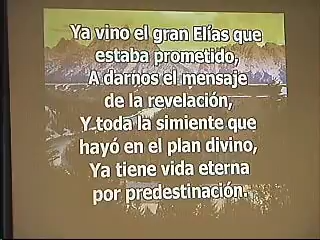 Ya vino el gran Elías que
estaba prometido,
A darnos el mensaje
de la revelación,
Y toda la simiente que
hayó en el plan divino,
Ya tiene vida eterna
por predestinación.